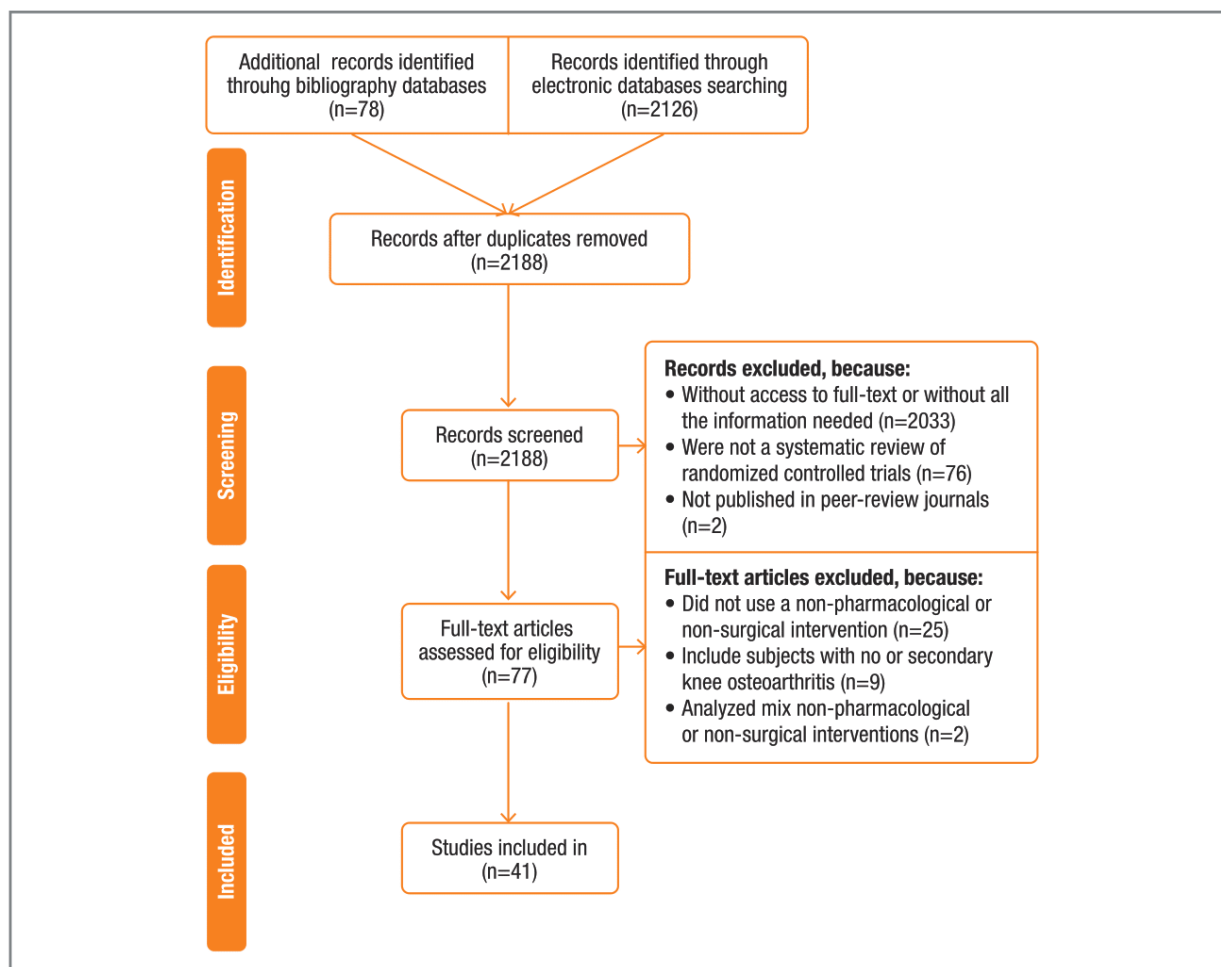 Additional records identified
throuhg bibliography databases
(n=78)
Records identified through
electronic databases searching
(n=2126)
Identification
Records after duplicates removed
(n=2188)
Screening
Records screened
(n=2188)
Records excluded, because:
• Without access to full-text or without all
the information needed (n=2033)
• Were not a systematic review of
randomized controlled trials (n=76)
• Not published in peer-review journals
(n=2)
Eligibility
Full-text articles
assessed for eligibility
(n=77)
Full-text articles excluded, because:
• Did not use a non-pharmacological or
non-surgical intervention (n=25)
• Include subjects with no or secondary
knee osteoarthritis (n=9)
• Analyzed mix non-pharmacological
or non-surgical interventions (n=2)
Included
Studies included in
(n=41)